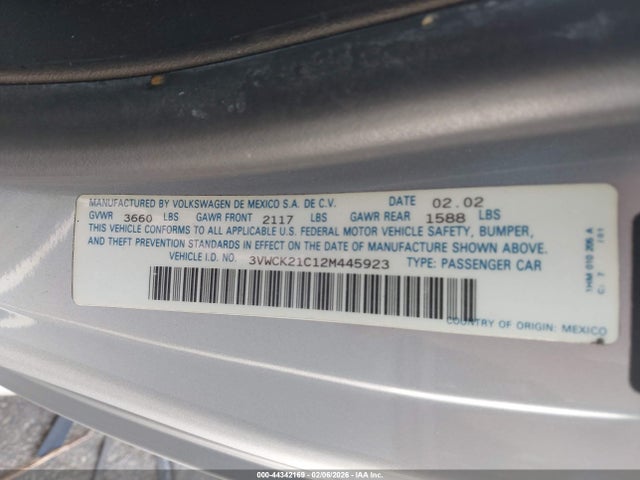 MANUFACTURED BY VOLKSWAGEN DE MEXICO S.A. DE C.V. DATE 02.02
GVWR 3660 LBS GAWR FRONT 2117 LBS GAWR REAR 1588 LBS
THIS VEHICLE CONFORMS TO ALL APPLICABLE U.S. FEDERAL MOTOR VEHICLE SAFETY, BUMPER,
AND THEFT PREVENTION STANDARDS IN EFFECT ON THE DATE OF MANUFACTURE SHOWN ABOVE.
VEHICLE I.D. NO. 3VWCK21C12M445923 TYPE: PASSENGER CAR
COUNTRY OF ORIGIN: MEXICO
1HM 010 205 A
000-44342169 - 02/06/2026 - IAA Inc.